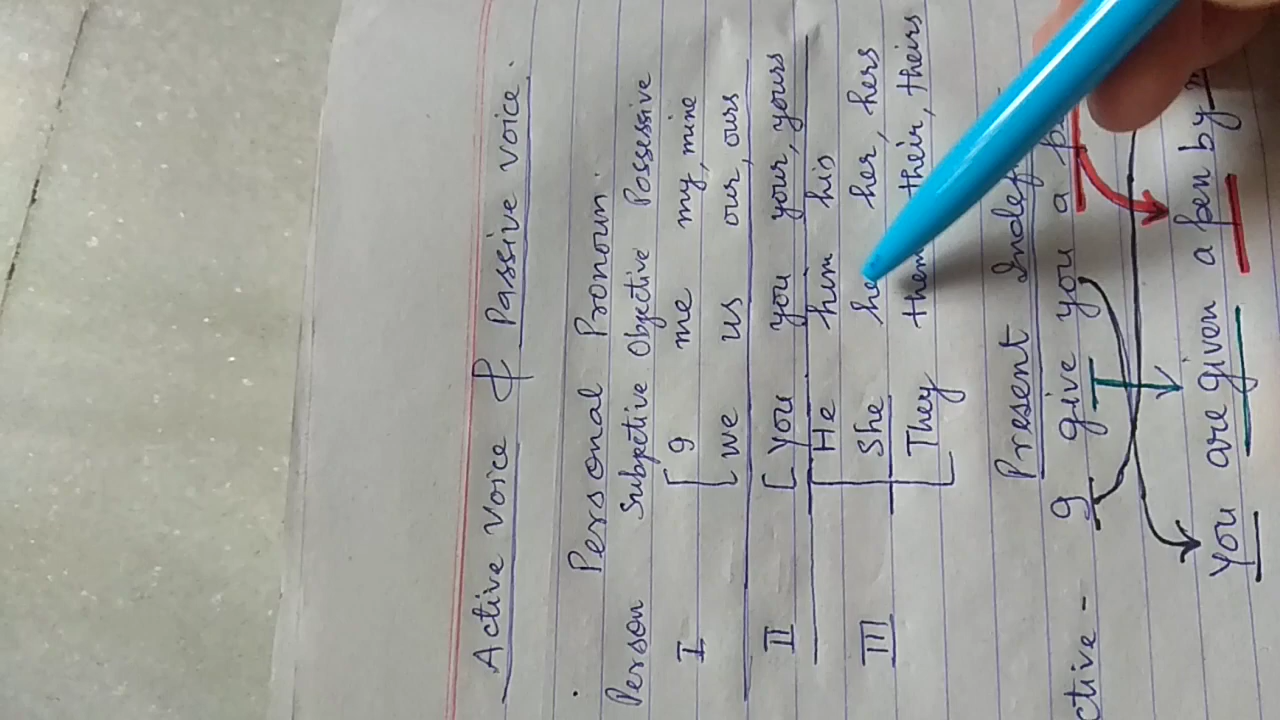 Active voice & Passive voice.
Personal Pronoun.
Person Subjective Objective Possessive
I [ I me my, mine
[ we us our, ours
II [ You you your, yours
He him his
III She her, hers
They them their, theirs
Present
I give you a
You are given a pen by